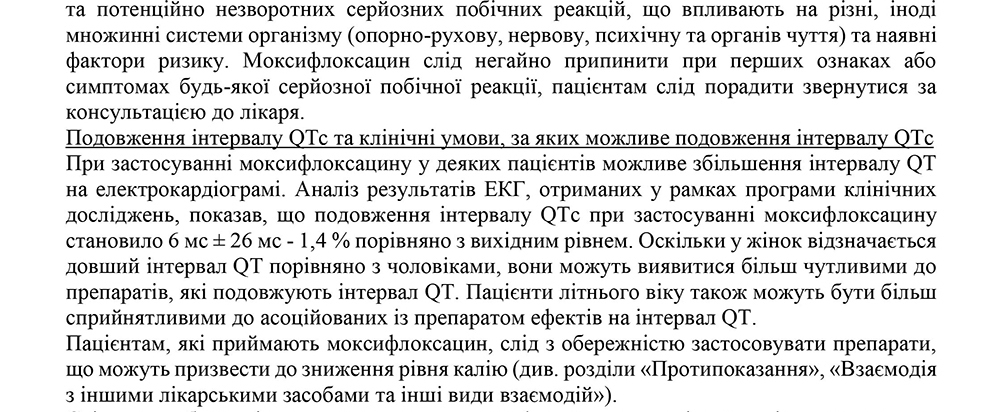 та потенційно незворотних серйозних побічних реакцій, що впливають на різні, іноді
множинні системи організму (опорно-рухову, нервову, психічну та органів чуття) та наявні
фактори ризику. Моксифлоксацин слід негайно припинити при перших ознаках або
симптомах будь-якої серйозної побічної реакції, пацієнтам слід порадити звернутися за
консультацією до лікаря.
Подовження інтервалу QTc та клінічні умови, за яких можливе подовження інтервалу QTc
При застосуванні моксифлоксацину у деяких пацієнтів можливе збільшення інтервалу QT
на електрокардіограмі. Аналіз результатів ЕКГ, отриманих у рамках програми клінічних
досліджень, показав, що подовження інтервалу QTc при застосуванні моксифлоксацину
становило 6 мс ± 26 мс - 1,4 % порівняно з вихідним рівнем. Оскільки у жінок відзначається
довший інтервал QT порівняно з чоловіками, вони можуть виявитися більш чутливими до
препаратів, які подовжують інтервал QT. Пацієнти літнього віку також можуть бути більш
сприйнятливими до асоційованих із препаратом ефектів на інтервал QT.
Пацієнтам, які приймають моксифлоксацин, слід з обережністю застосовувати препарати,
що можуть призвести до зниження рівня калію (див. розділи «Протипоказання», «Взаємодія
з іншими лікарськими засобами та інші види взаємодій»).